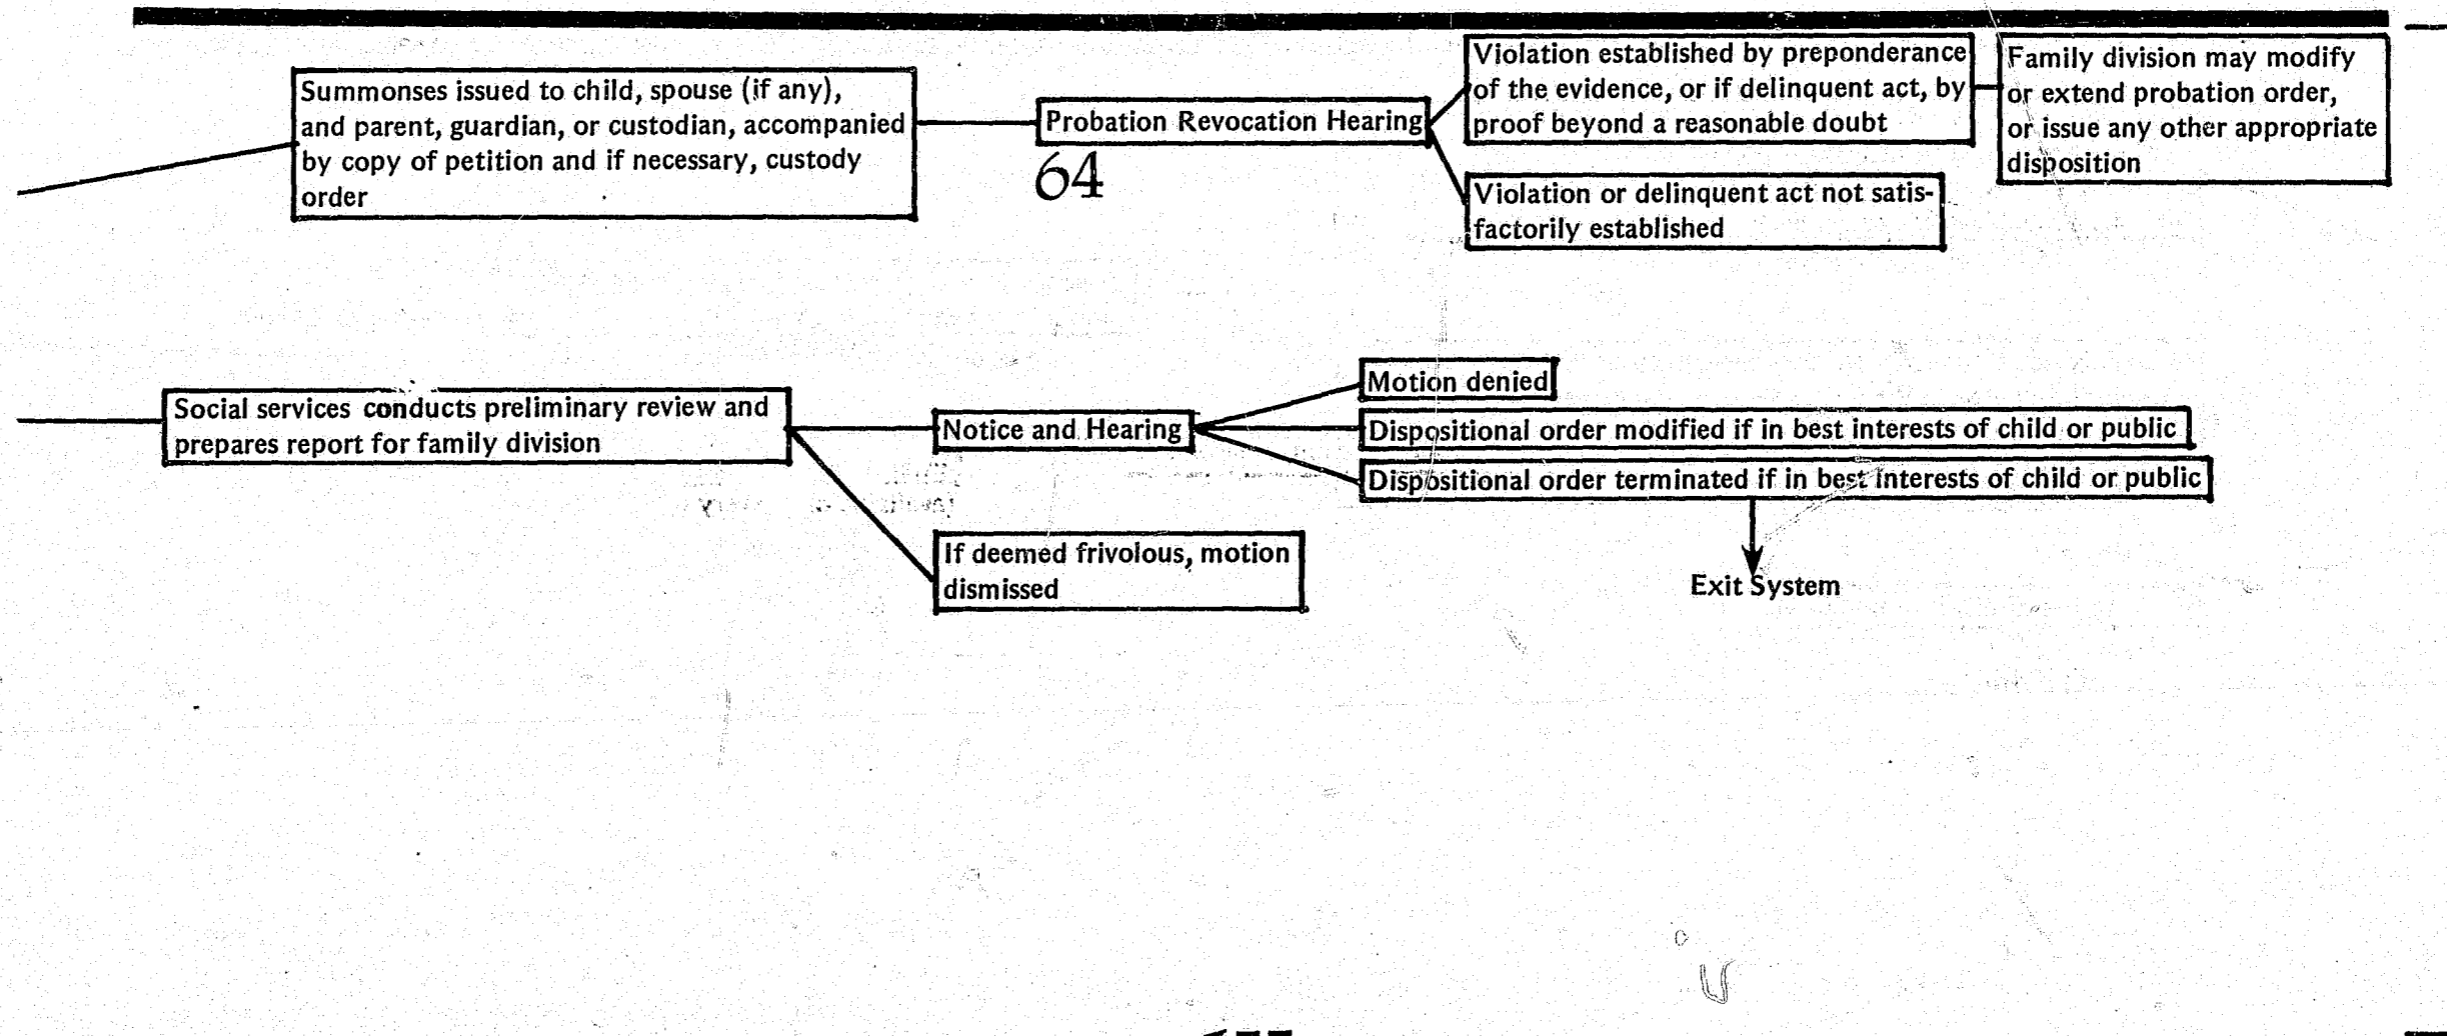 Summonses issued to child, spouse (if any),
and parent, guardian, or custodian, accompanied
by copy of petition and if necessary, custody
order
Probation Revocation Hearing
64
Violation established by preponderance
of the evidence, or if delinquent act, by
proof beyond a reasonable doubt
Family division may modify
or extend probation order,
or issue any other appropriate
disposition
Violation or delinquent act not satis-
factorily established
Social services conducts preliminary review and
prepares report for family division
Notice and Hearing
Motion denied
Dispositional order modified if in best interests of child or public
Dispositional order terminated if in best interests of child or public
If deemed frivolous, motion
dismissed
Exit System